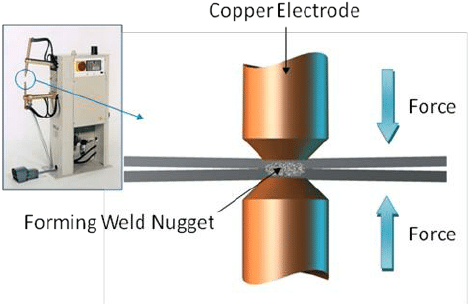 Copper Electrode
Force
Forming Weld Nugget
Force